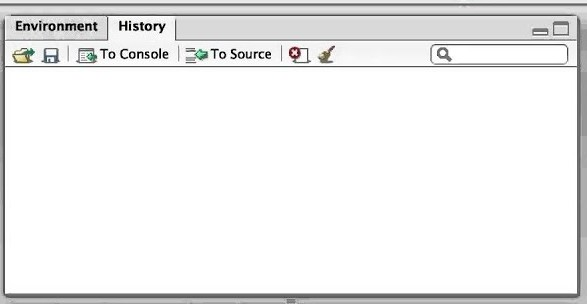 Environment History
To Console To Source